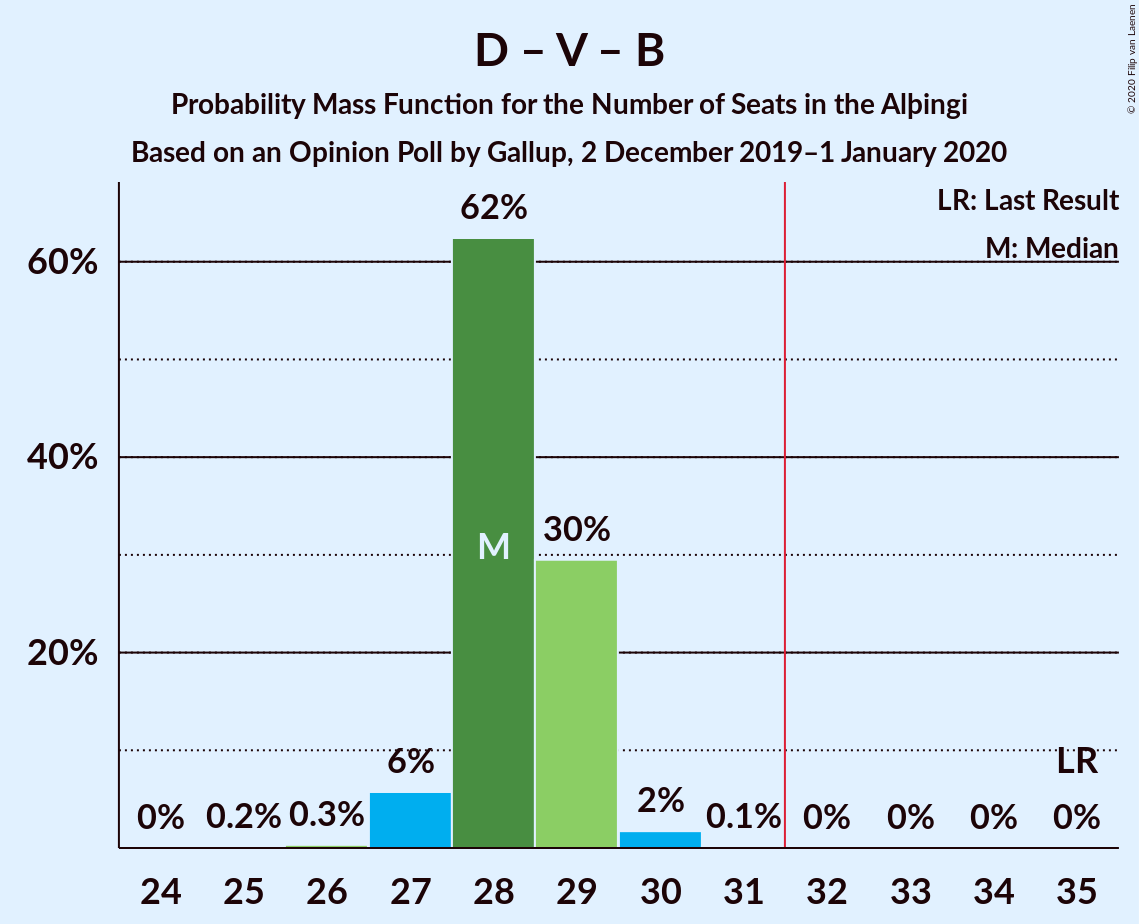 D – V – B
Probability Mass Function for the Number of Seats in the Alþingi
Based on an Opinion Poll by Gallup, 2 December 2019–1 January 2020
© 2020 Filip van Laenen
LR: Last Result
M: Median
60%
40%
20%
0%
0.2%
0.3%
6%
62%
M
30%
2%
0.1%
0%
0%
0%
LR
0%
24 25 26 27 28 29 30 31 32 33 34 35